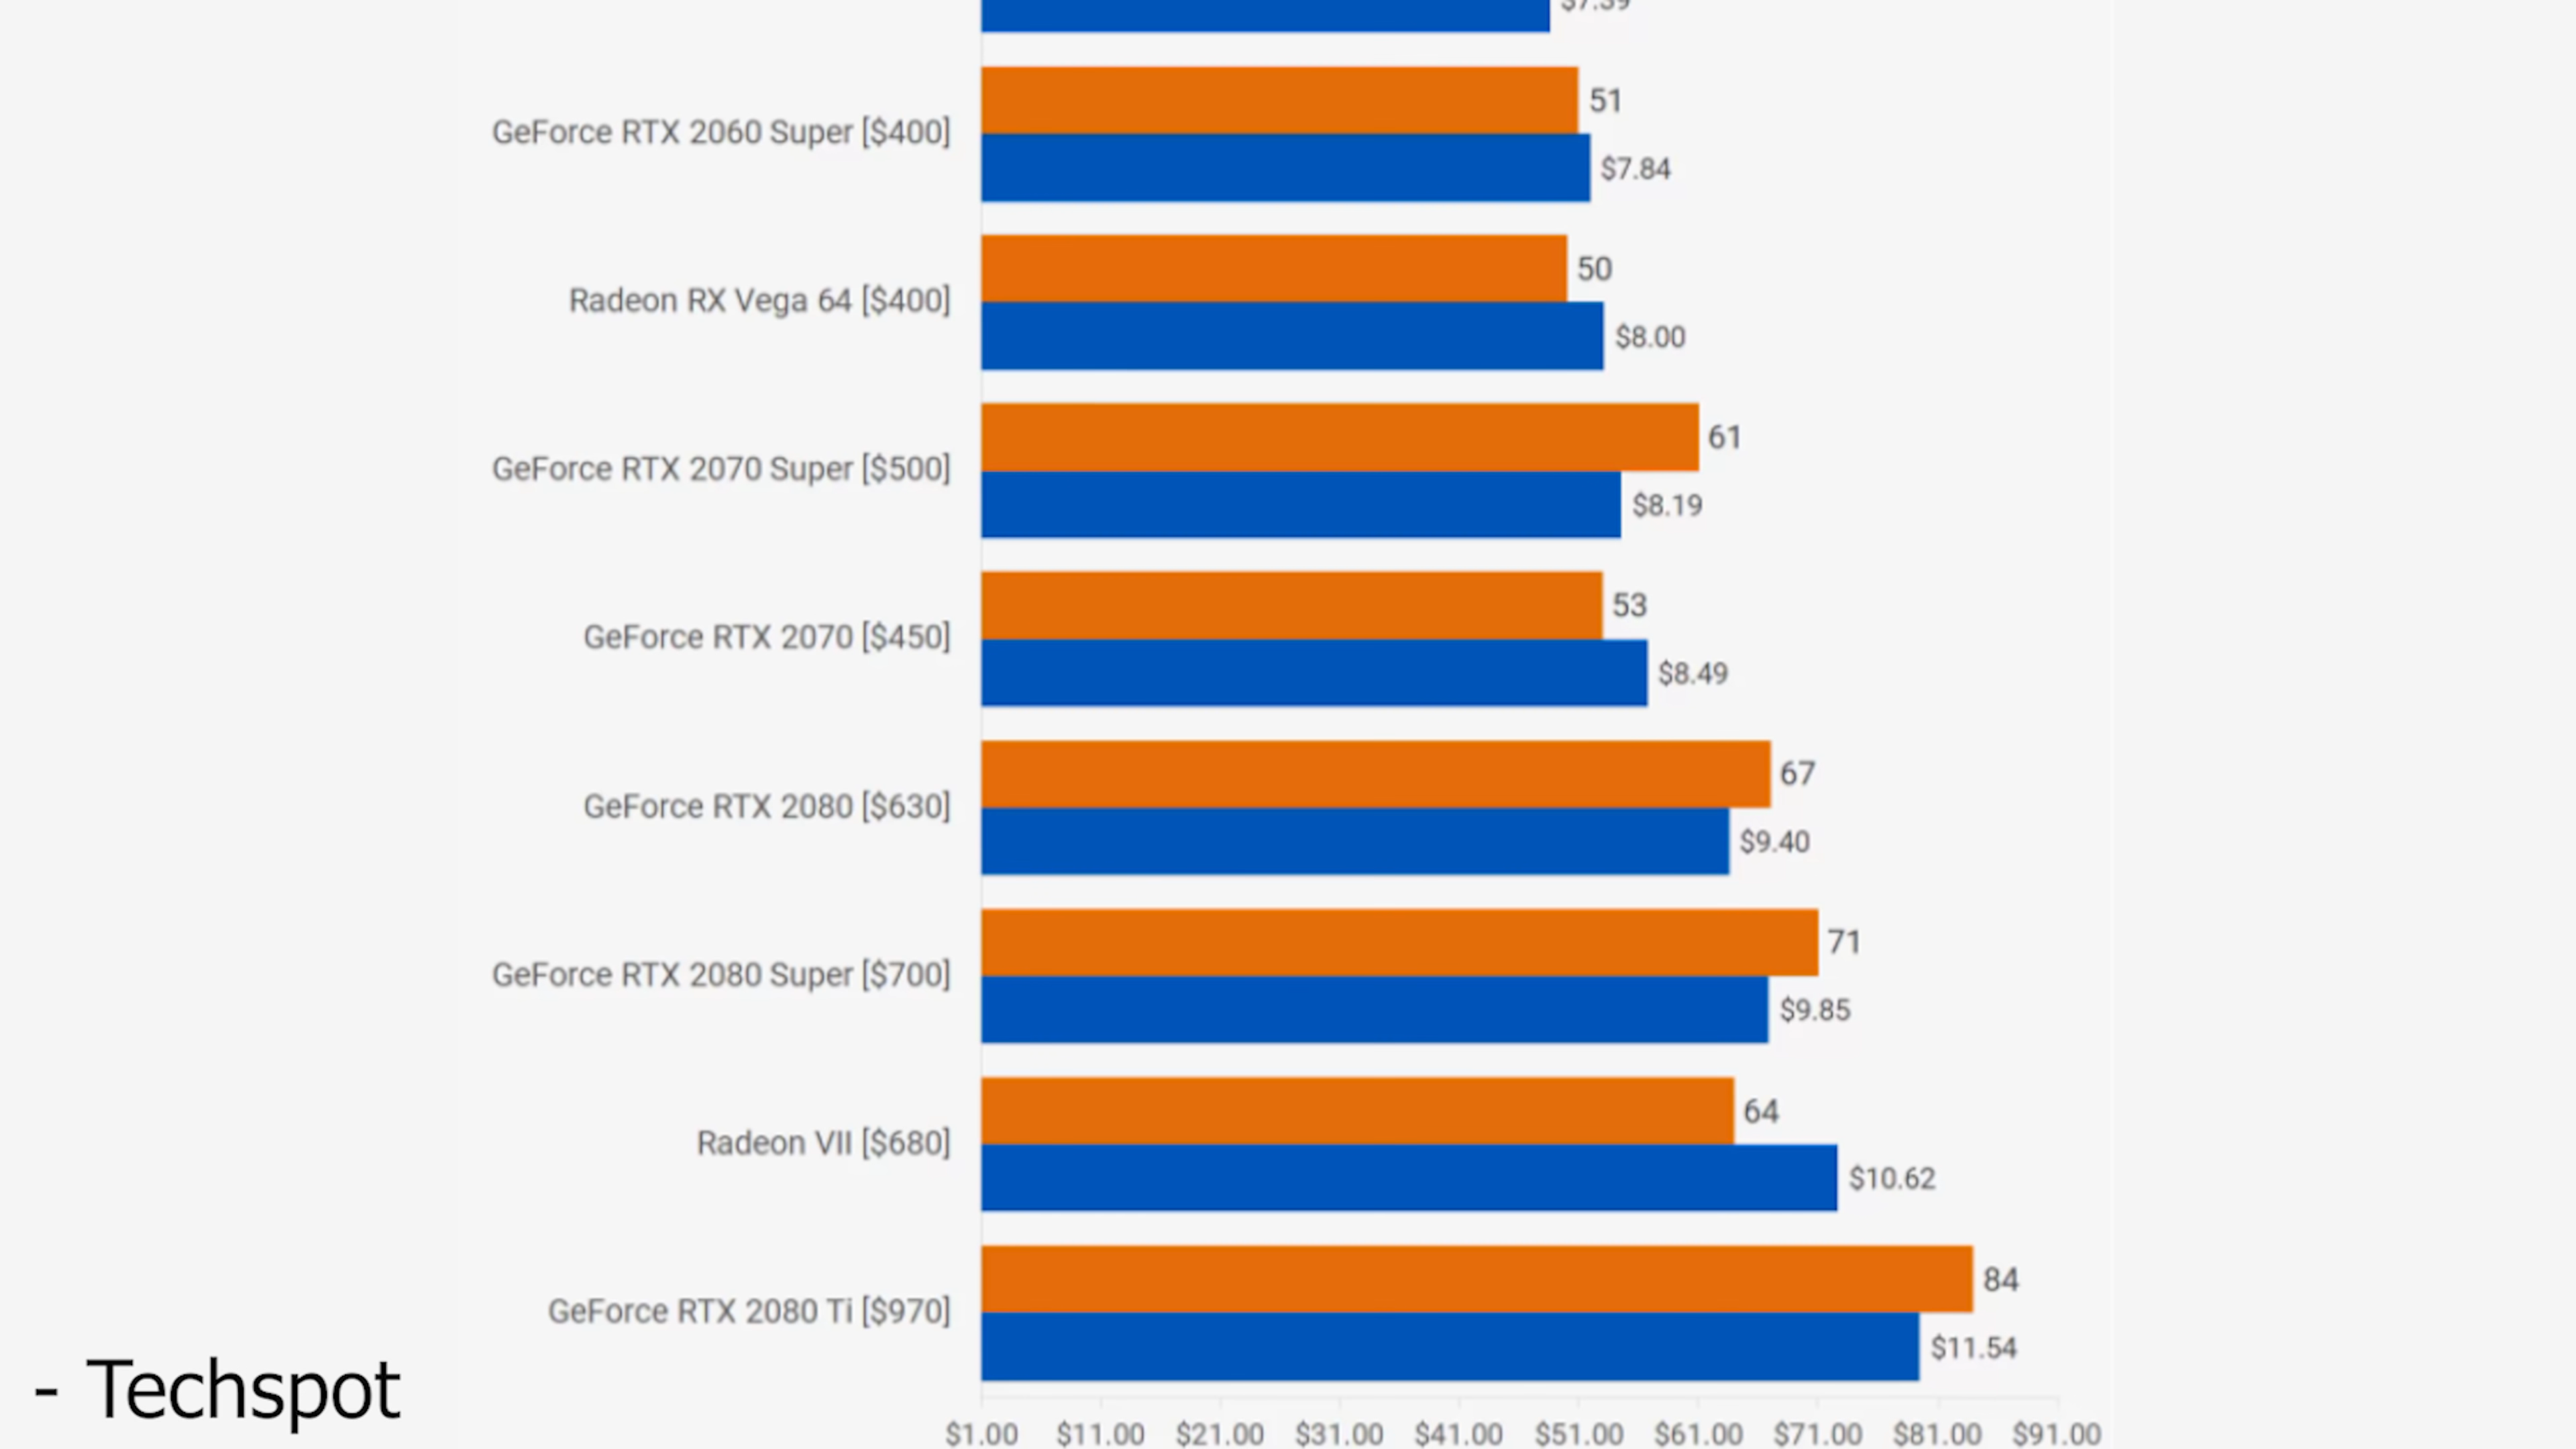 $7.39
51
GeForce RTX 2060 Super [$400]
$7.84
50
Radeon RX Vega 64 [$400]
$8.00
61
GeForce RTX 2070 Super [$500]
$8.19
53
GeForce RTX 2070 [$450]
$8.49
67
GeForce RTX 2080 [$630]
$9.40
71
GeForce RTX 2080 Super [$700]
$9.85
64
Radeon VII [$680]
$10.62
84
GeForce RTX 2080 Ti [$970]
$11.54
- Techspot
$1.00 $11.00 $21.00 $31.00 $41.00 $51.00 $61.00 $71.00 $81.00 $91.00